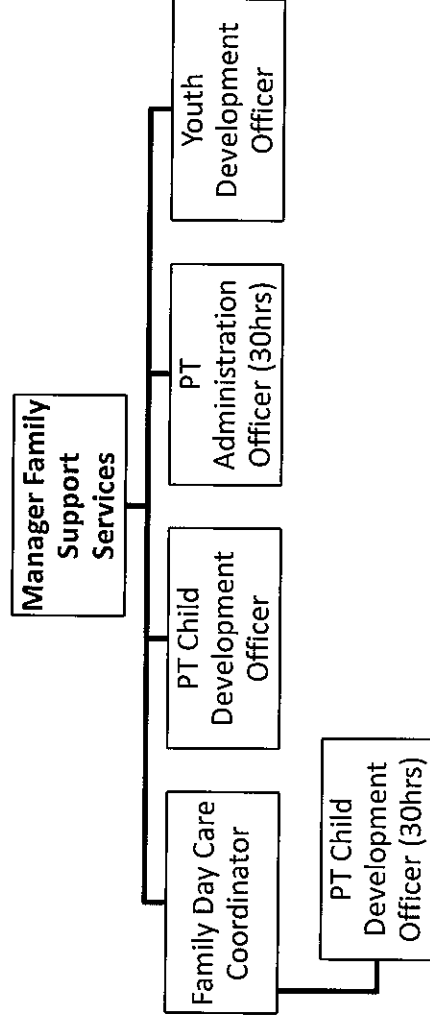 Manager Family
Support
Services
Family Day Care
Coordinator
PT Child
Development
Officer
PT
Administration
Officer (30hrs)
Youth
Development
Officer
PT Child
Development
Officer (30hrs)